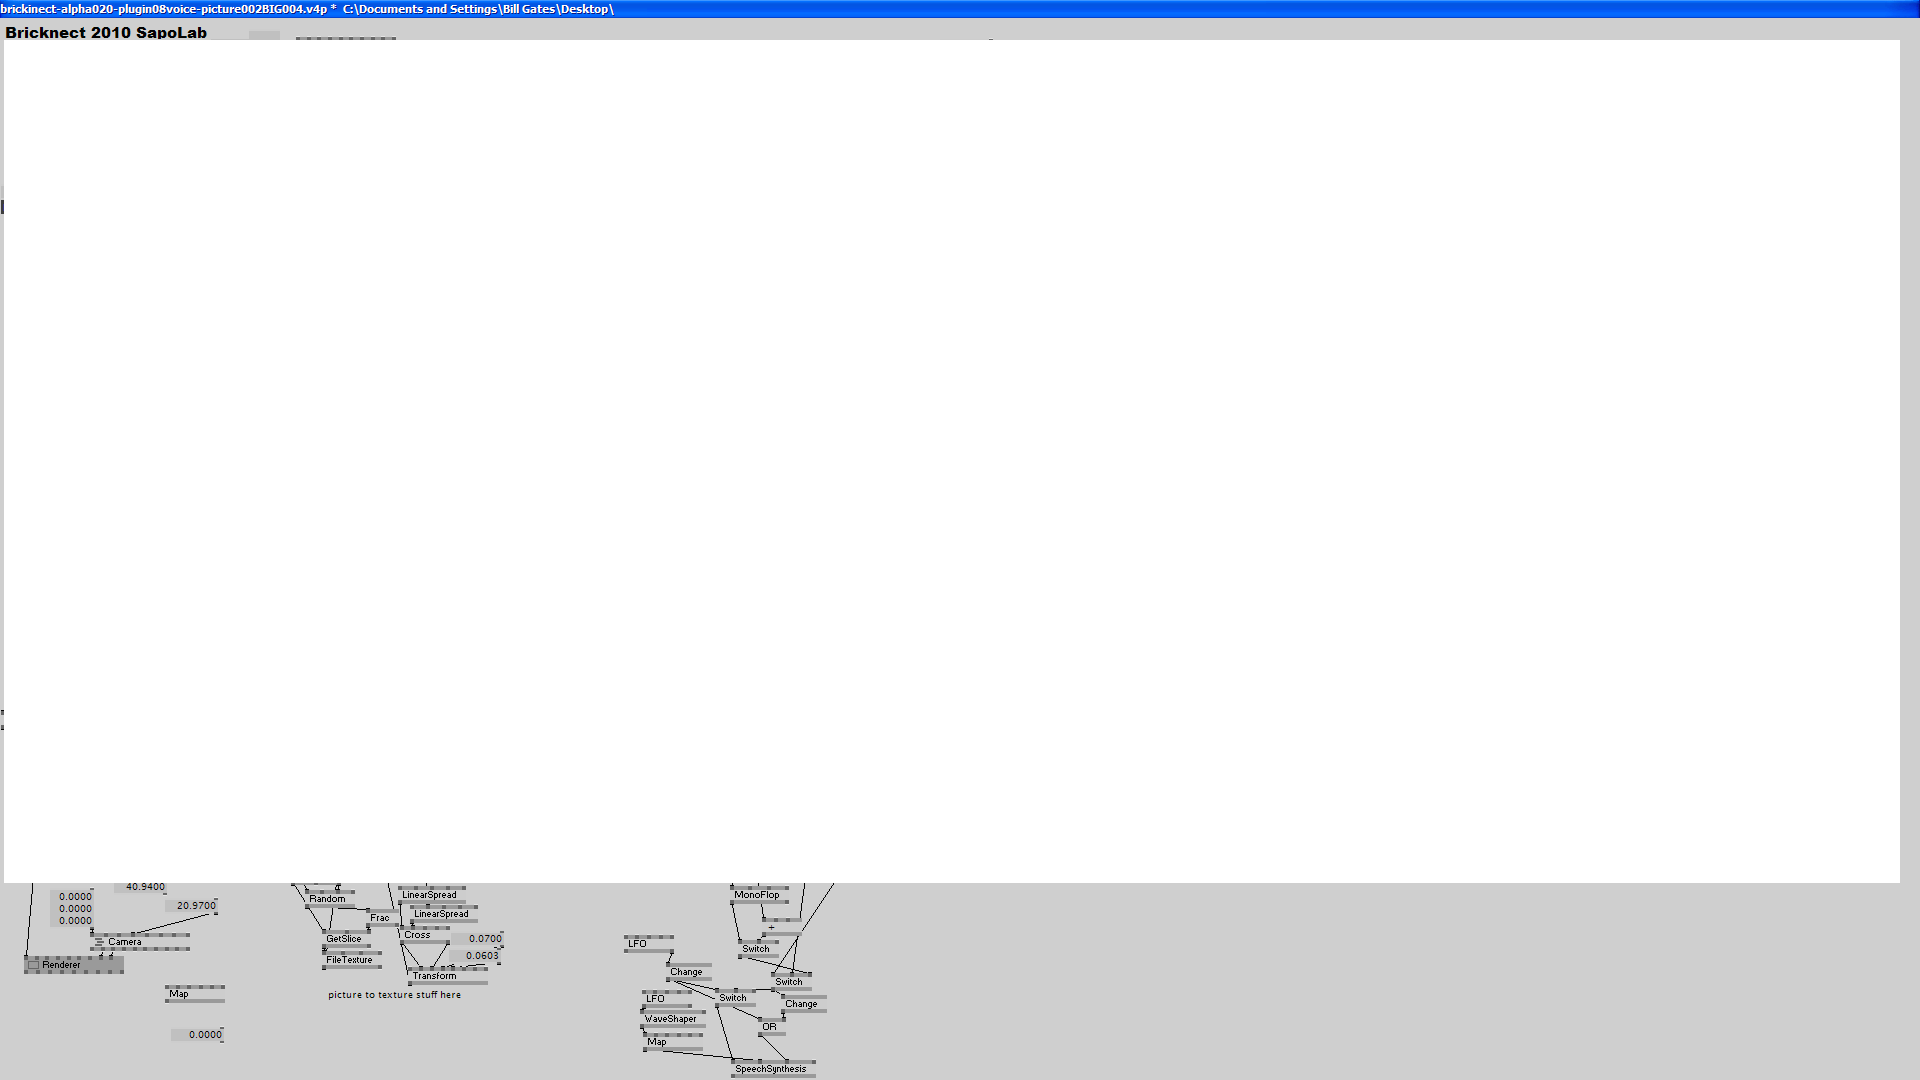 brickinect-alpha020-plugin08voice-picture002BIG004.v4p * C:\Documents and Settings\Bill Gates\Desktop\
Bricknect 2010 SapoLab
40.9400
0.0000
0.0000
0.0000
20.9700
Camera
Renderer
Map
0.0000
Random
Frac
GetSlice
FileTexture
LinearSpread
LinearSpread
Cross
0.0700
0.0603
Transform
picture to texture stuff here
LFO
Change
LFO
WaveShaper
Map
Switch
MonoFlop
+
Switch
Switch
Change
OR
SpeechSynthesis